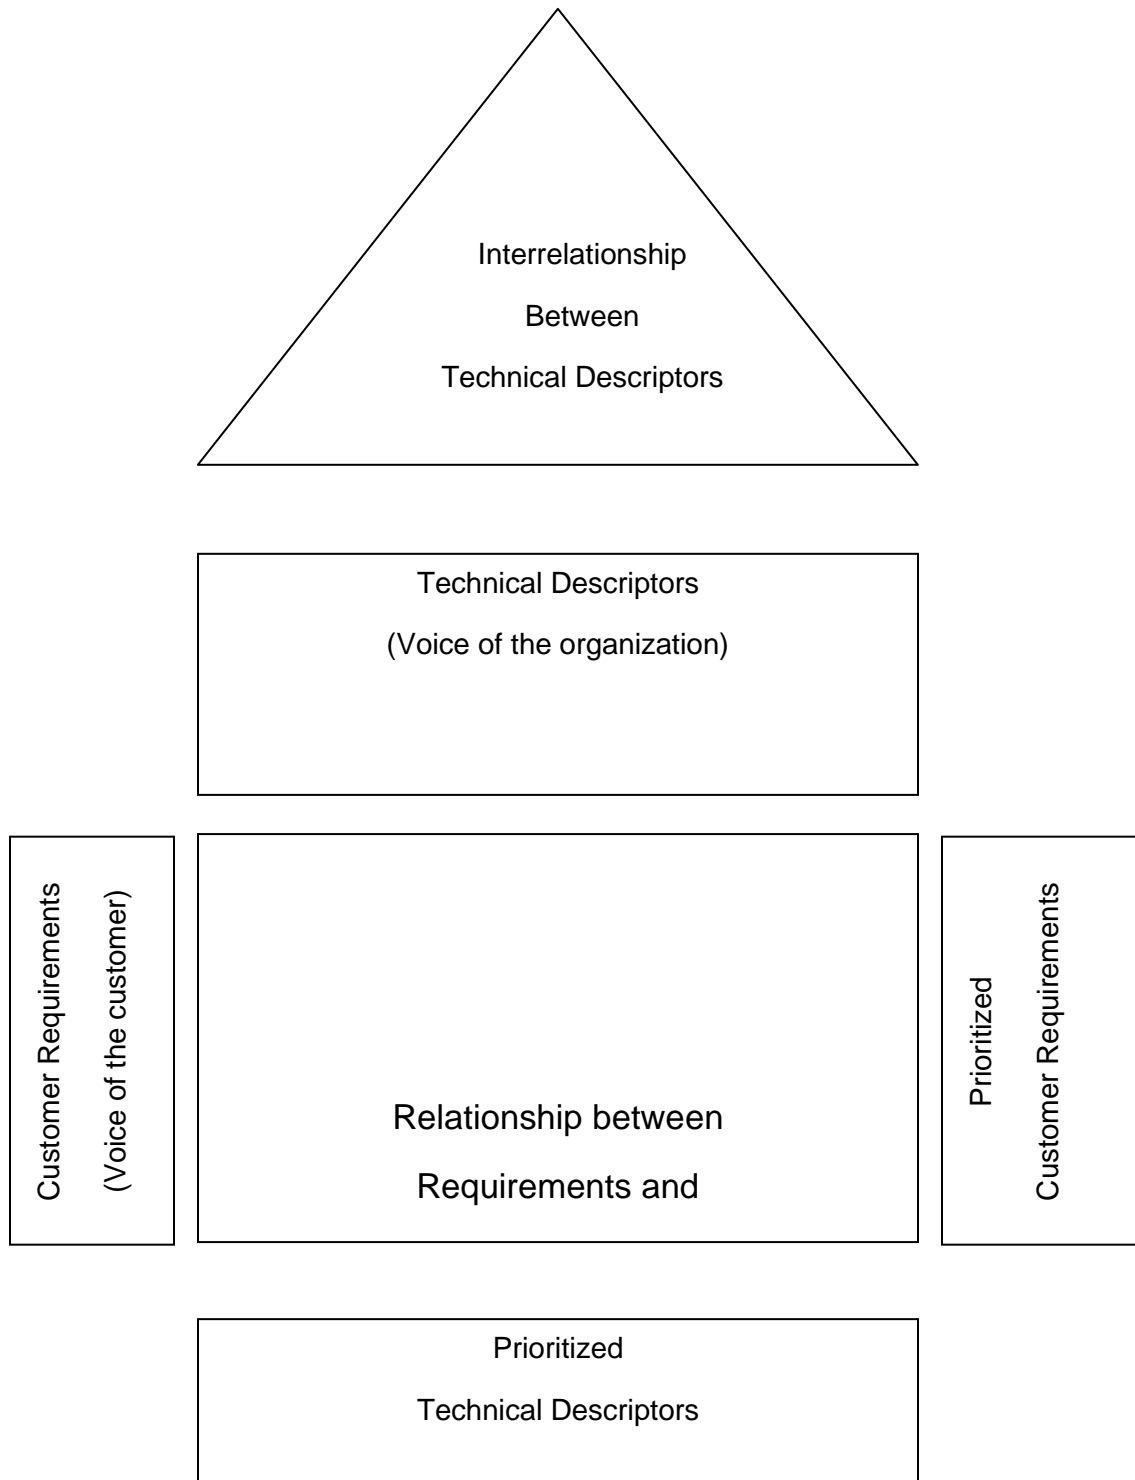 Interrelationship
Between
Technical Descriptors
Technical Descriptors
(Voice of the organization)
Customer Requirements
(Voice of the customer)
Relationship between
Requirements and
Prioritized
Customer Requirements
Prioritized
Technical Descriptors